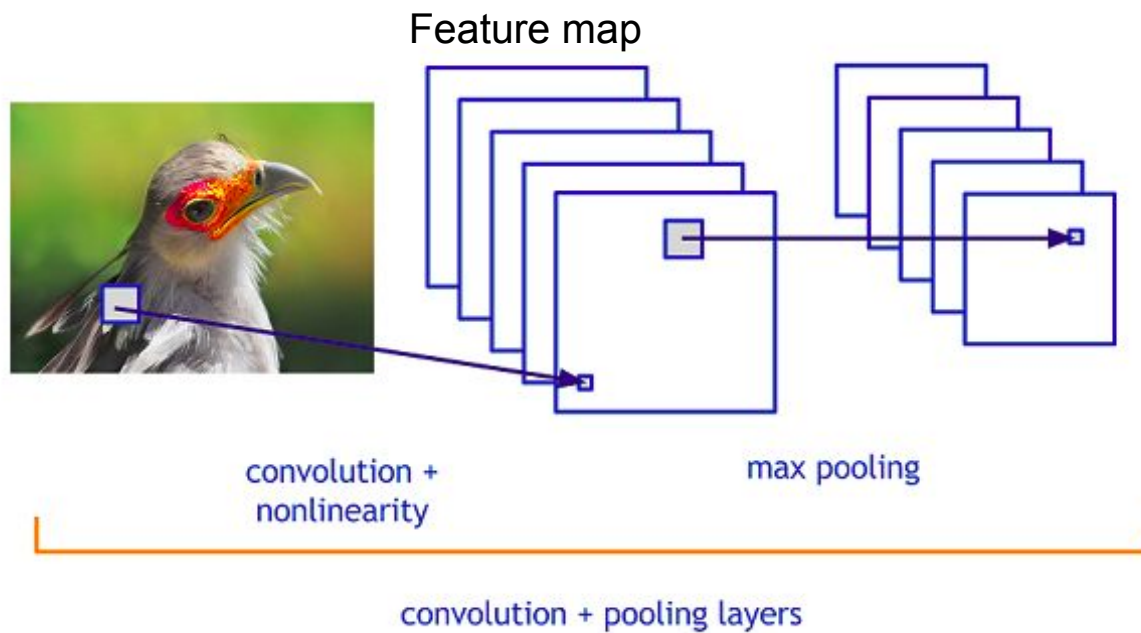 Feature map
convolution +
nonlinearity
max pooling
convolution + pooling layers